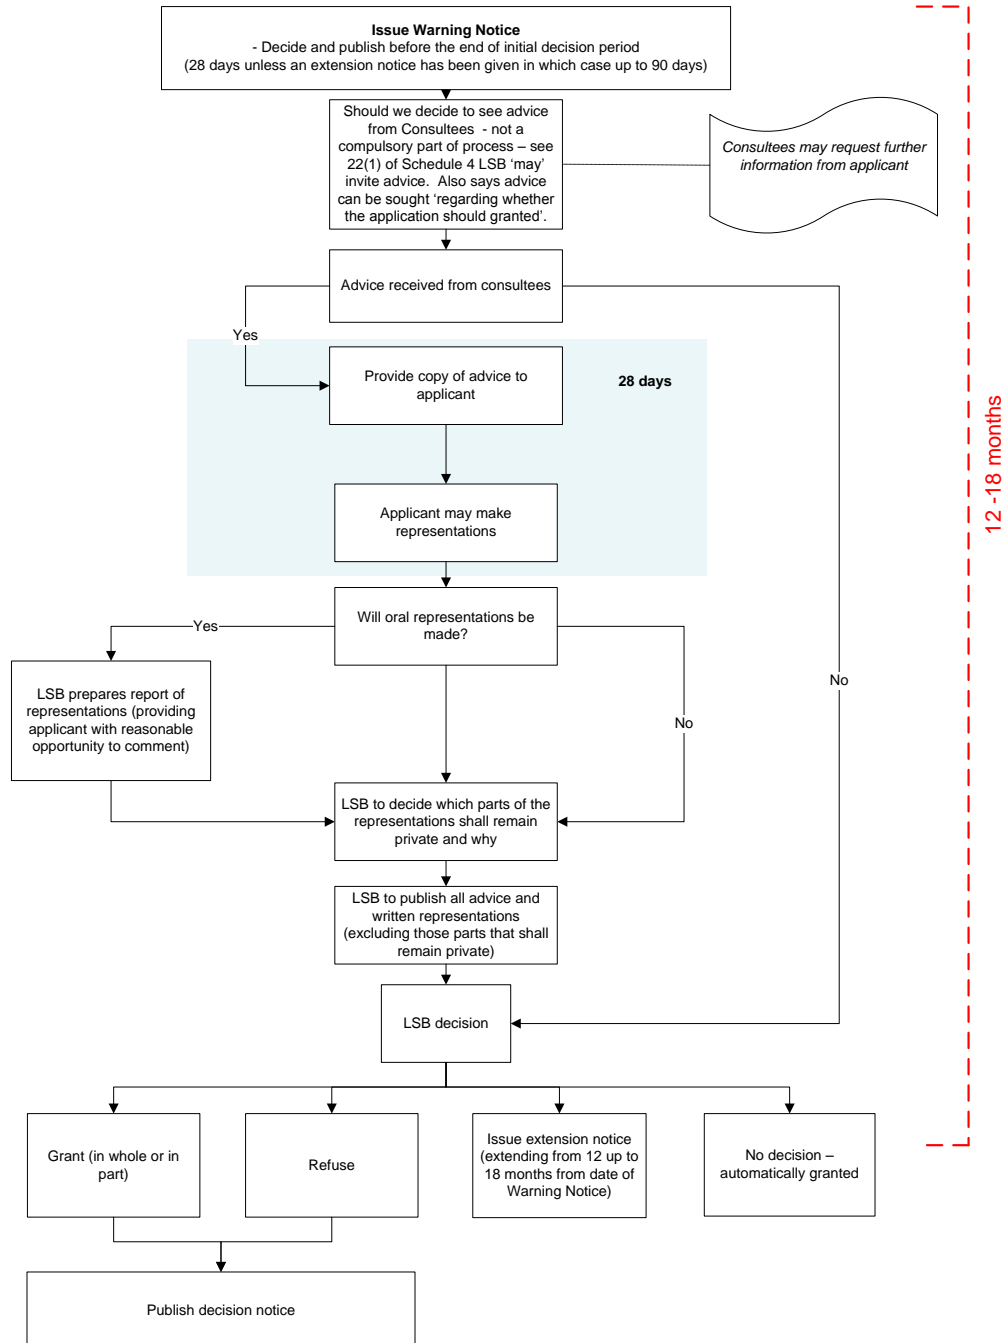 Issue Warning Notice
- Decide and publish before the end of initial decision period
(28 days unless an extension notice has been given in which case up to 90 days)
Should we decide to see advice
from Consultees - not a
compulsory part of process – see
22(1) of Schedule 4 LSB ‘may’
invite advice. Also says advice
can be sought ‘regarding whether
the application should granted’.
Consultees may request further
information from applicant
Advice received from consultees
Yes
Provide copy of advice to
applicant
28 days
Applicant may make
representations
12 -18 months
Will oral representations be
made?
Yes
No
No
LSB prepares report of
representations (providing
applicant with reasonable
opportunity to comment)
LSB to decide which parts of the
representations shall remain
private and why
LSB to publish all advice and
written representations
(excluding those parts that shall
remain private)
LSB decision
Grant (in whole or in
part)
Refuse
Issue extension notice
(extending from 12 up to
18 months from date of
Warning Notice)
No decision –
automatically granted
Publish decision notice